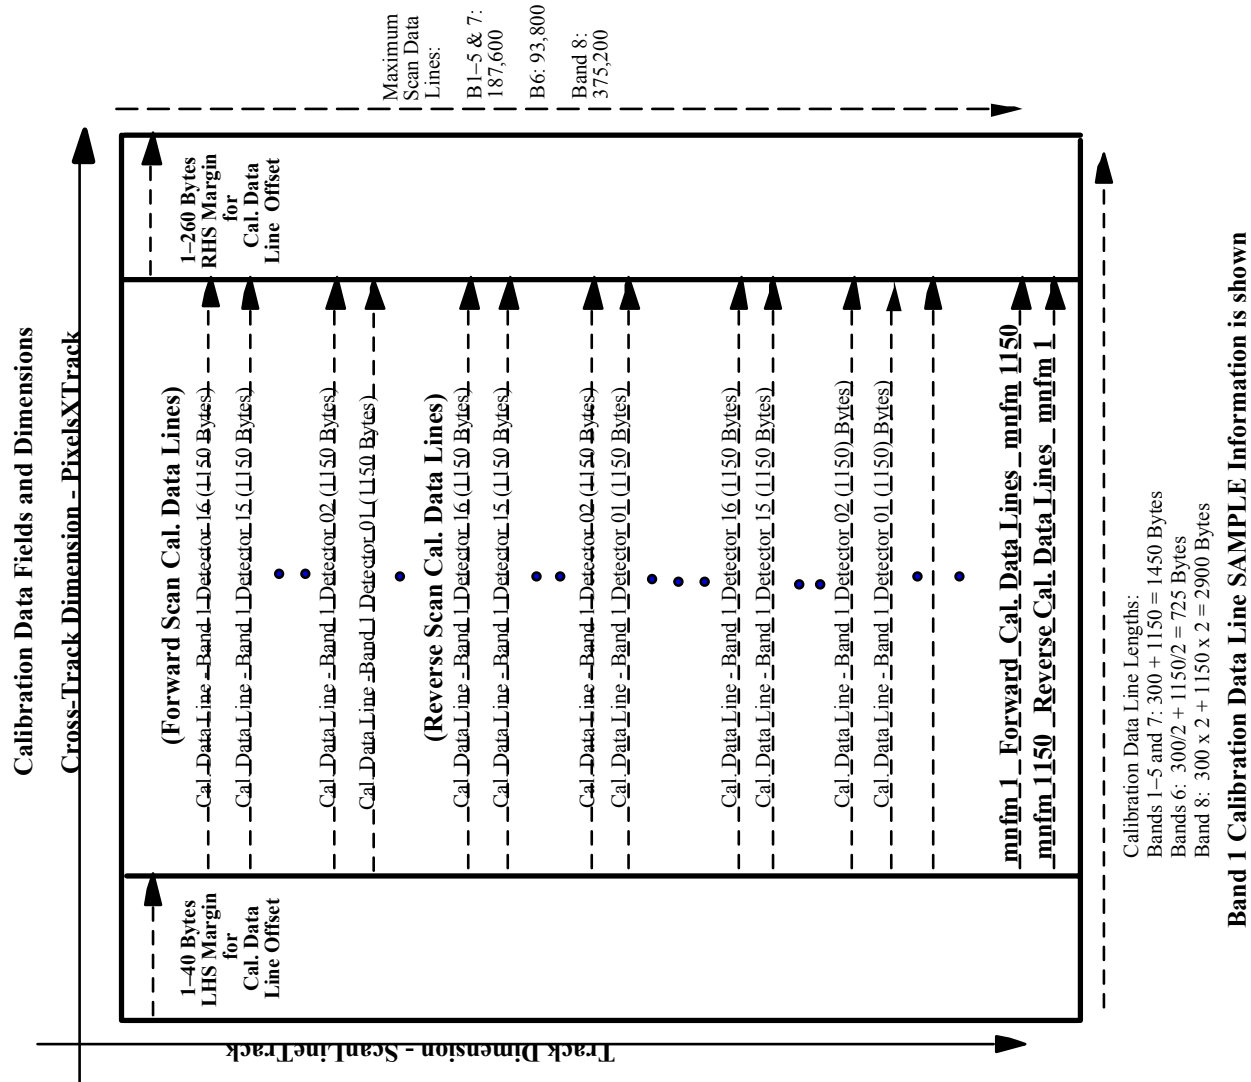 Calibration Data Fields and Dimensions
Cross-Track Dimension - PixelsXTrack
Track Dimension - ScanLineTrack
1–40 Bytes
LHS Margin
for
Cal. Data
Line Offset
(Forward Scan Cal. Data Lines)
Cal. Data Line - Band 1 Detector 16 (1150 Bytes)
Cal. Data Line - Band 1 Detector 15 (1150 Bytes)
Cal. Data Line - Band 1 Detector 02 (1150 Bytes)
Cal. Data Line - Band 1 Detector 01 (1150 Bytes)
(Reverse Scan Cal. Data Lines)
Cal. Data Line - Band 1 Detector 16 (1150 Bytes)
Cal. Data Line - Band 1 Detector 15 (1150 Bytes)
Cal. Data Line - Band 1 Detector 02 (1150 Bytes)
Cal. Data Line - Band 1 Detector 01 (1150 Bytes)
Cal. Data Line - Band 1 Detector 16 (1150 Bytes)
Cal. Data Line - Band 1 Detector 15 (1150 Bytes)
Cal. Data Line - Band 1 Detector 02 (1150) Bytes)
Cal. Data Line - Band 1 Detector 01 (1150) Bytes)
mnfm 1 Forward Cal. Data Lines mnfm 1150
mnfm 1150 Reverse Cal. Data Lines mnfm 1
1–260 Bytes
RHS Margin
for
Cal. Data
Line Offset
Maximum
Scan Data
Lines:
B1–5 & 7:
187,600
B6: 93,800
Band 8:
375,200
Calibration Data Line Lengths:
Bands 1–5 and 7: 300 + 1150 = 1450 Bytes
Bands 6: 300/2 + 1150/2 = 725 Bytes
Band 8: 300 x 2 + 1150 x 2 = 2900 Bytes
Band 1 Calibration Data Line SAMPLE Information is shown